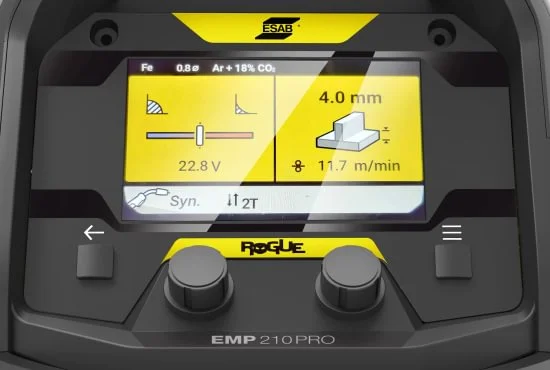 ESAB
Fe 0.8ø Ar + 18% CO₂
4.0 mm
22.8 V
11.7 m/min
Syn. 2T
ROGUE
EMP 210 PRO